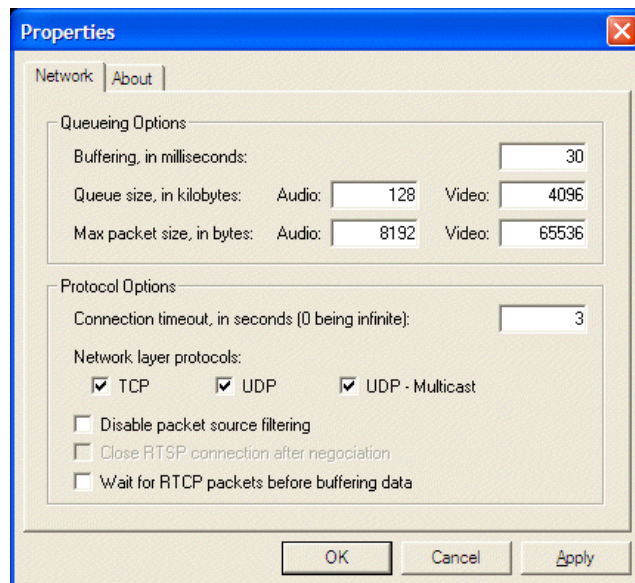 Properties
Network About
Queueing Options
Buffering, in milliseconds: 30
Queue size, in kilobytes: Audio: 128 Video: 4096
Max packet size, in bytes: Audio: 8192 Video: 65536
Protocol Options
Connection timeout, in seconds (0 being infinite): 3
Network layer protocols:
TCP UDP UDP - Multicast
Disable packet source filtering
Close RTSP connection after negociation
Wait for RTCP packets before buffering data
OK Cancel Apply